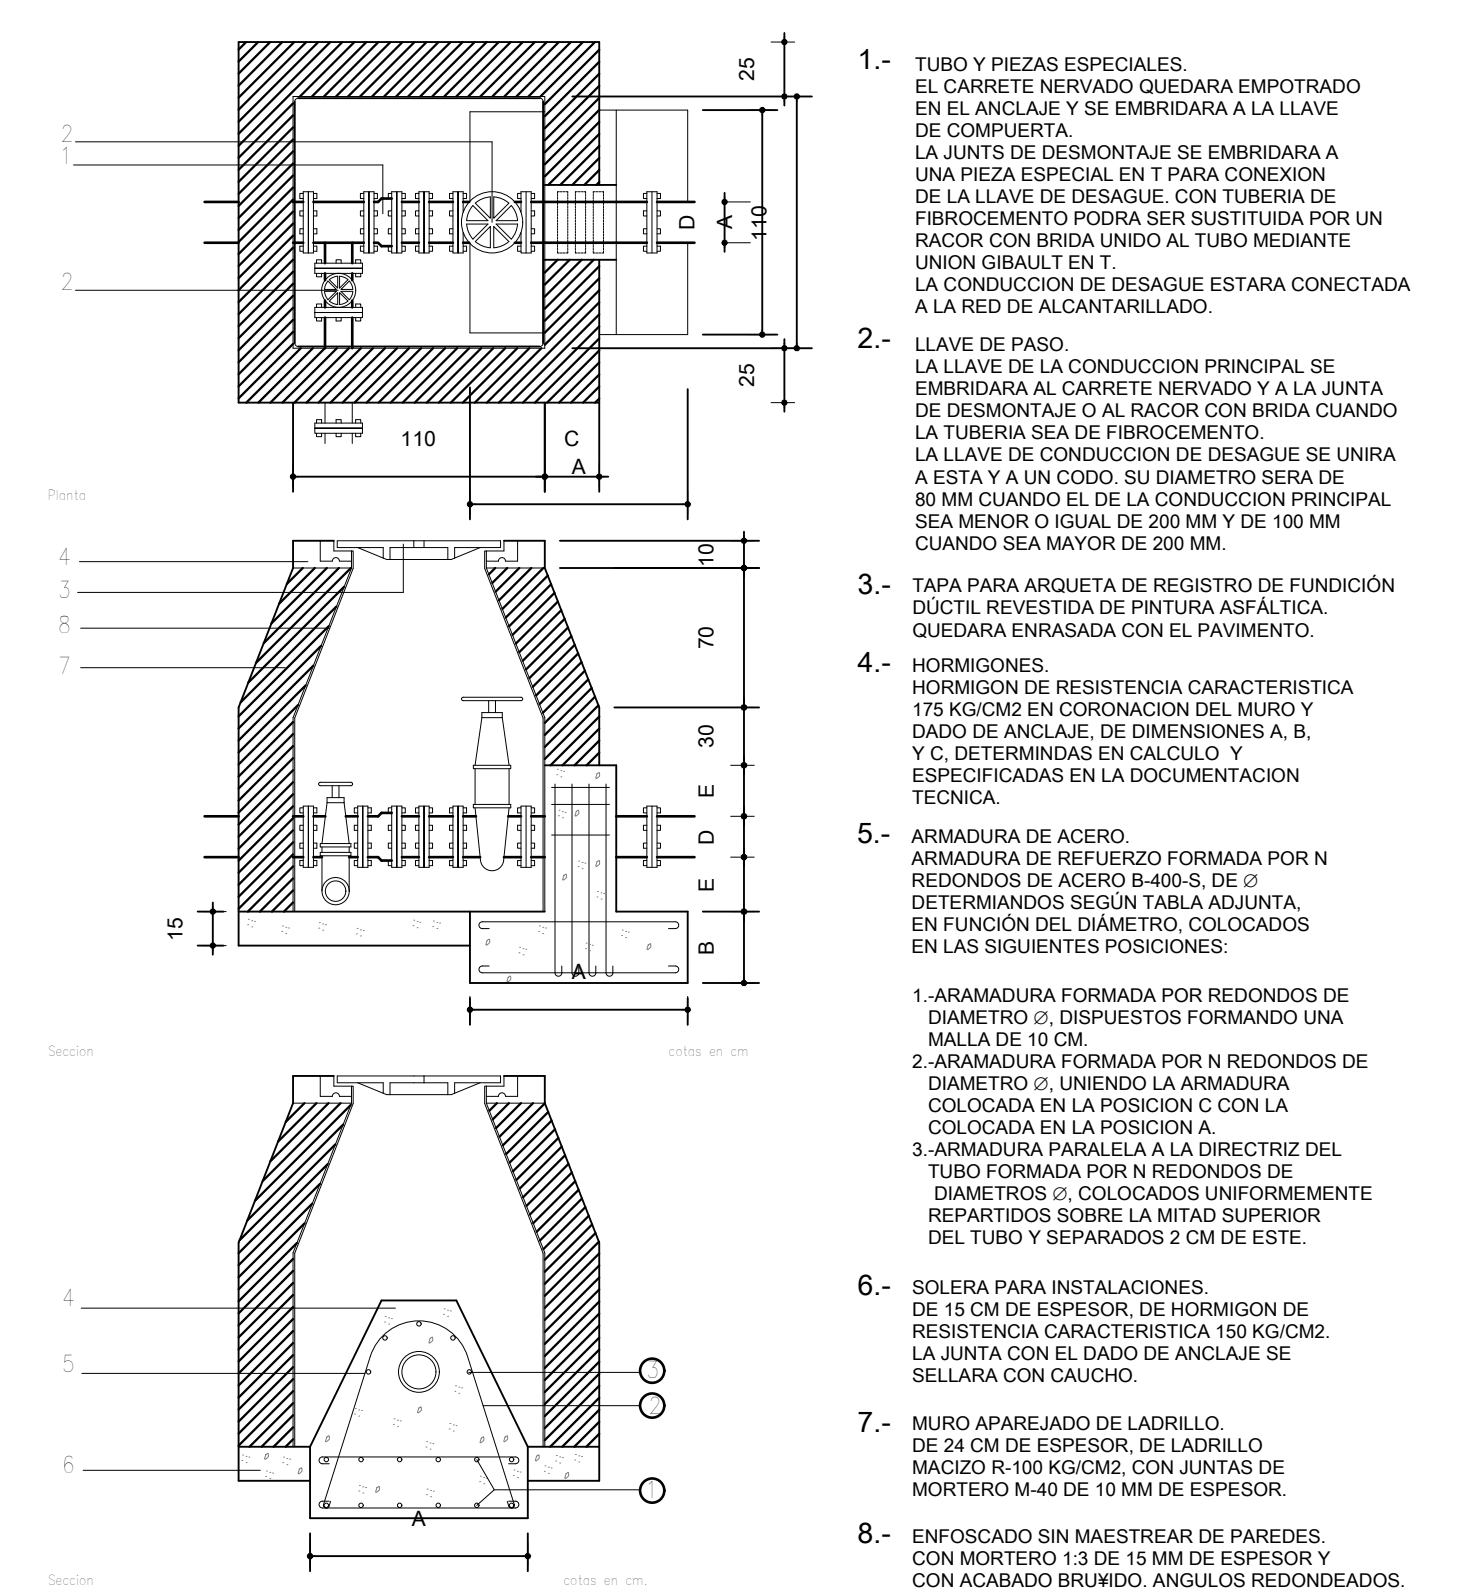 25
2
1
D
A
110
2
25
110
C
A
Planta
4
10
3
8
70
7
30
E
D
E
15
B
A
Seccion
cotas en cm
4
5
3
2
6
1
A
Seccion
cotas en cm.
1.- TUBO Y PIEZAS ESPECIALES.
EL CARRETE NERVADO QUEDARA EMPOTRADO
EN EL ANCLAJE Y SE EMBRIDARA A LA LLAVE
DE COMPUERTA.
LA JUNTS DE DESMONTAJE SE EMBRIDARA A
UNA PIEZA ESPECIAL EN T PARA CONEXION
DE LA LLAVE DE DESAGUE. CON TUBERIA DE
FIBROCEMENTO PODRA SER SUSTITUIDA POR UN
RACOR CON BRIDA UNIDO AL TUBO MEDIANTE
UNION GIBAULT EN T.
LA CONDUCCION DE DESAGUE ESTARA CONECTADA
A LA RED DE ALCANTARILLADO.
2.- LLAVE DE PASO.
LA LLAVE DE LA CONDUCCION PRINCIPAL SE
EMBRIDARA AL CARRETE NERVADO Y A LA JUNTA
DE DESMONTAJE O AL RACOR CON BRIDA CUANDO
LA TUBERIA SEA DE FIBROCEMENTO.
LA LLAVE DE CONDUCCION DE DESAGUE SE UNIRA
A ESTA Y A UN CODO. SU DIAMETRO SERA DE
80 MM CUANDO EL DE LA CONDUCCION PRINCIPAL
SEA MENOR O IGUAL DE 200 MM Y DE 100 MM
CUANDO SEA MAYOR DE 200 MM.
3.- TAPA PARA ARQUETA DE REGISTRO DE FUNDICIÓN
DÚCTIL REVESTIDA DE PINTURA ASFÁLTICA.
QUEDARA ENRASADA CON EL PAVIMENTO.
4.- HORMIGONES.
HORMIGON DE RESISTENCIA CARACTERISTICA
175 KG/CM2 EN CORONACION DEL MURO Y
DADO DE ANCLAJE, DE DIMENSIONES A, B,
Y C, DETERMINDAS EN CALCULO Y
ESPECIFICADAS EN LA DOCUMENTACION
TECNICA.
5.- ARMADURA DE ACERO.
ARMADURA DE REFUERZO FORMADA POR N
REDONDOS DE ACERO B-400-S, DE ∅
DETERMIANDOS SEGÚN TABLA ADJUNTA,
EN FUNCIÓN DEL DIÁMETRO, COLOCADOS
EN LAS SIGUIENTES POSICIONES:
1.-ARAMADURA FORMADA POR REDONDOS DE
DIAMETRO ∅, DISPUESTOS FORMANDO UNA
MALLA DE 10 CM.
2.-ARAMADURA FORMADA POR N REDONDOS DE
DIAMETRO ∅, UNIENDO LA ARMADURA
COLOCADA EN LA POSICION C CON LA
COLOCADA EN LA POSICION A.
3.-ARMADURA PARALELA A LA DIRECTRIZ DEL
TUBO FORMADA POR N REDONDOS DE
DIAMETROS ∅, COLOCADOS UNIFORMEMENTE
REPARTIDOS SOBRE LA MITAD SUPERIOR
DEL TUBO Y SEPARADOS 2 CM DE ESTE.
6.- SOLERA PARA INSTALACIONES.
DE 15 CM DE ESPESOR, DE HORMIGON DE
RESISTENCIA CARACTERISTICA 150 KG/CM2.
LA JUNTA CON EL DADO DE ANCLAJE SE
SELLARA CON CAUCHO.
7.- MURO APAREJADO DE LADRILLO.
DE 24 CM DE ESPESOR, DE LADRILLO
MACIZO R-100 KG/CM2, CON JUNTAS DE
MORTERO M-40 DE 10 MM DE ESPESOR.
8.- ENFOSCADO SIN MAESTREAR DE PAREDES.
CON MORTERO 1:3 DE 15 MM DE ESPESOR Y
CON ACABADO BRU¥IDO. ANGULOS REDONDEADOS.